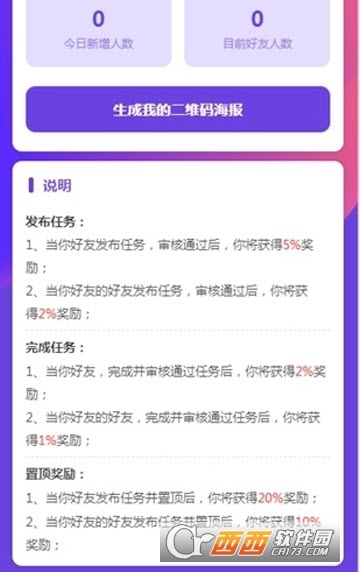 0 0
今日新增人数 目前好友人数
生成我的二维码海报
说明
发布任务：
1、当你好友发布任务，审核通过后，你将获得5%奖
励；
2、当你好友的好友发布任务，审核通过后，你将获
得2%奖励；
完成任务：
1、当你好友，完成并审核通过任务后，你将获得2%奖
励；
2、当你好友的好友，完成并审核通过任务后，你将获
得1%奖励；
置顶奖励：
1、当你好友发布任务并置顶后，你将获得20%奖励；
2、当你好友的好友发布任务并置顶后，你将获得10%
奖励；
西西软件园
CR173.COM